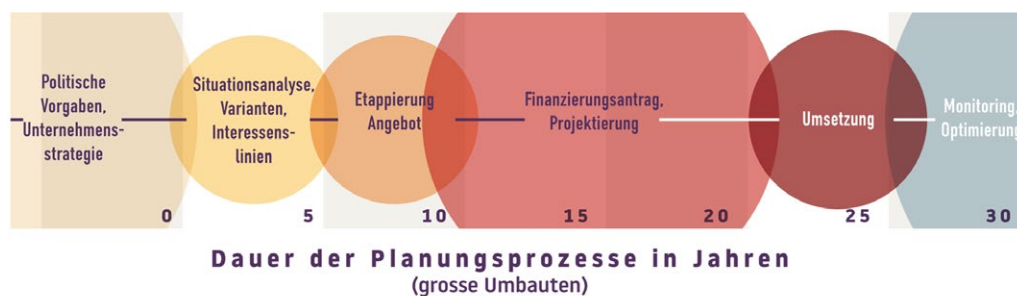 Politische
Vorgaben,
Unternehmens-
strategie
Situationsanalyse,
Varianten,
Interessens-
linien
Etappierung
Angebot
Finanzierungsantrag,
Projektierung
Umsetzung
Monitoring,
Optimierung
0 5 10 15 20 25 30
Dauer der Planungsprozesse in Jahren
(grosse Umbauten)